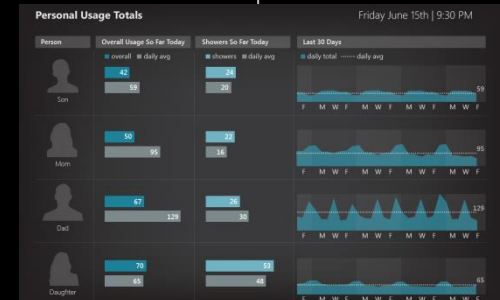 Personal Usage Totals
Friday June 15th | 9:30 PM
Person
Overall Usage So Far Today
Showers So Far Today
Last 30 Days
overall daily avg
showers daily avg
daily total daily avg
42
59
24
20
59
Son
F M W F M W F M W F M W F
50
95
22
16
95
Mom
F M W F M W F M W F M W F
67
129
26
30
129
Dad
F M W F M W F M W F M W F
70
65
53
48
65
Daughter
F M W F M W F M W F M W F